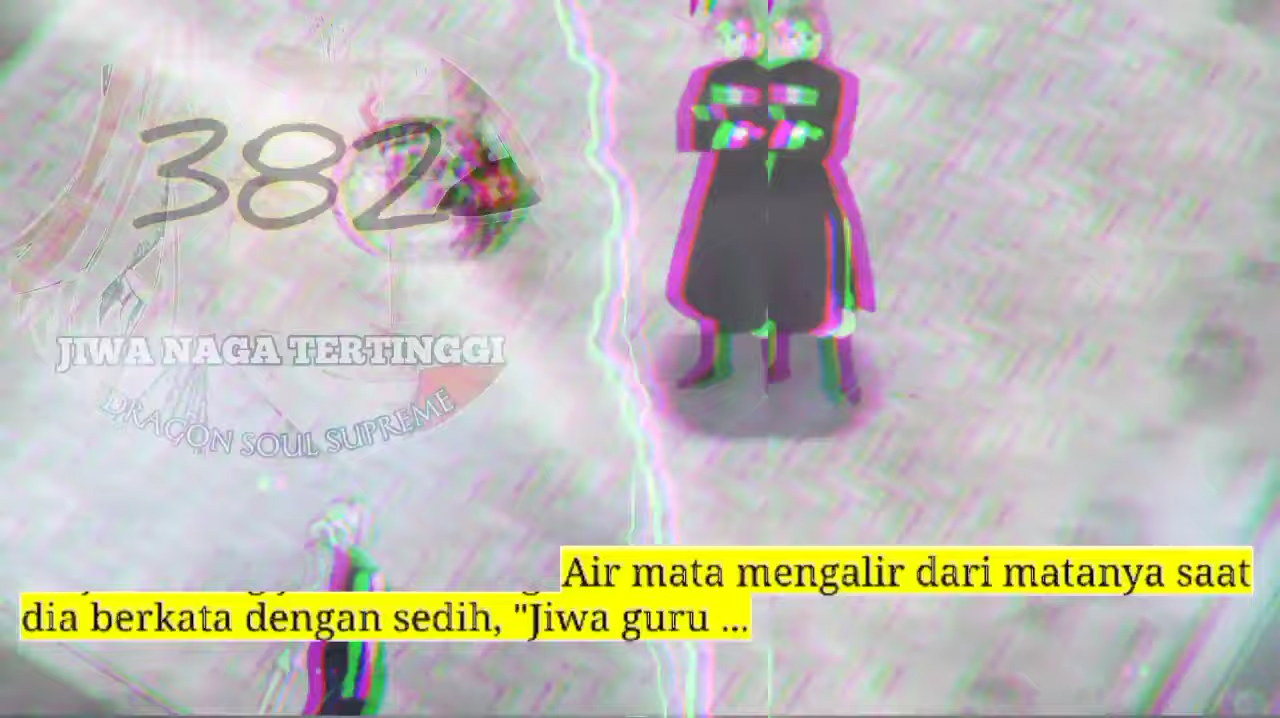 382
JIWA NAGA TERTINGGI
DRAGON SOUL SUPREME
Air mata mengalir dari matanya saat
dia berkata dengan sedih, "Jiwa guru ...